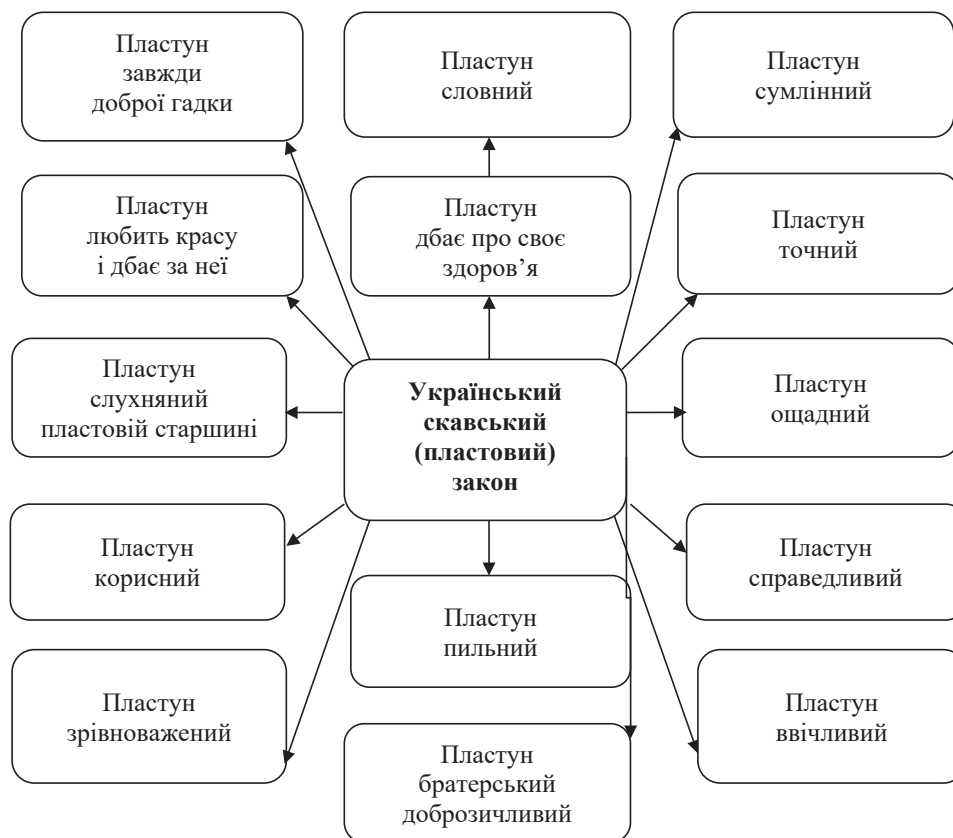 Пластун
завжди
доброї гадки
Пластун
словний
Пластун
сумлінний
Пластун
любить красу
і дбає за неї
Пластун
дбає про своє
здоров’я
Пластун
точний
Пластун
слухняний
пластовій старшині
Український
скавський
(пластовий)
закон
Пластун
ощадний
Пластун
корисний
Пластун
пильний
Пластун
справедливий
Пластун
зрівноважений
Пластун
братерський
доброзичливий
Пластун
ввічливий